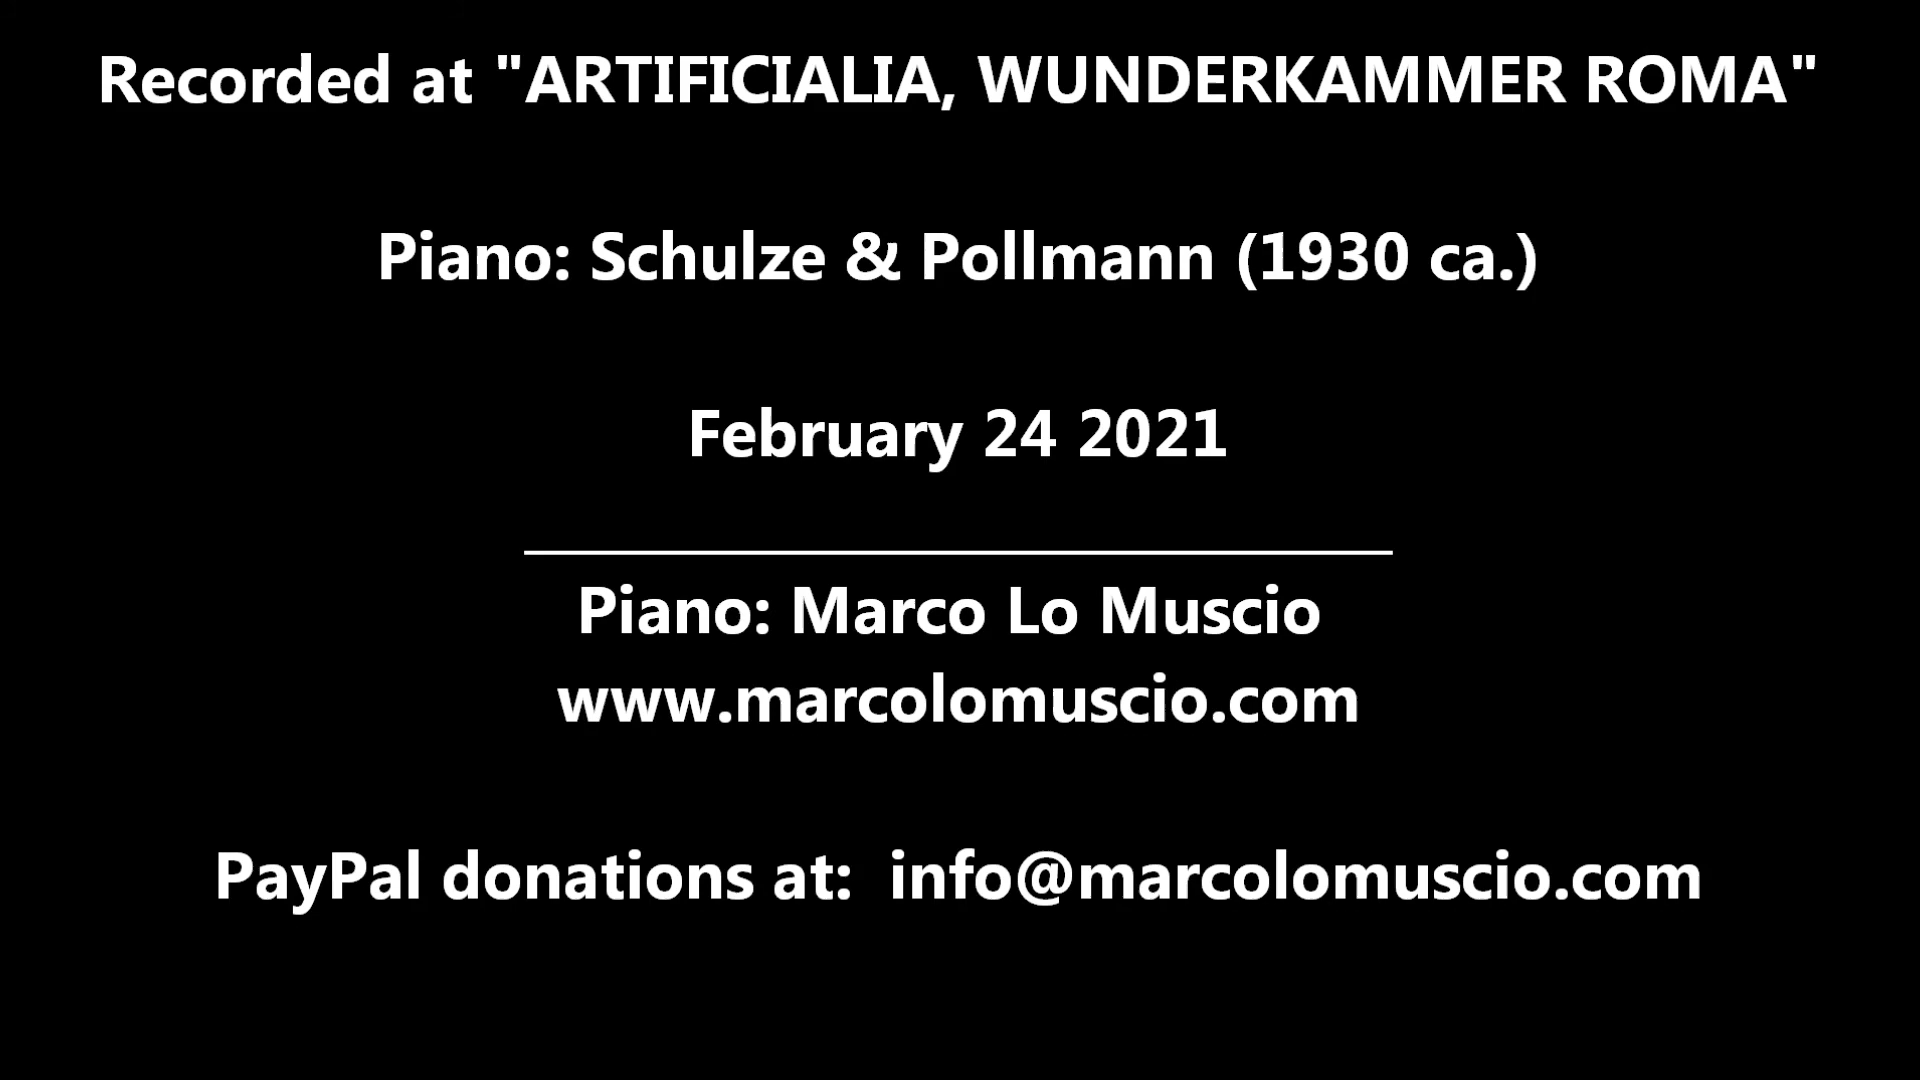 Recorded at "ARTIFICIALIA, WUNDERKAMMER ROMA"
Piano: Schulze & Pollmann (1930 ca.)
February 24 2021
Piano: Marco Lo Muscio
www.marcolomuscio.com
PayPal donations at:  info@marcolomuscio.com